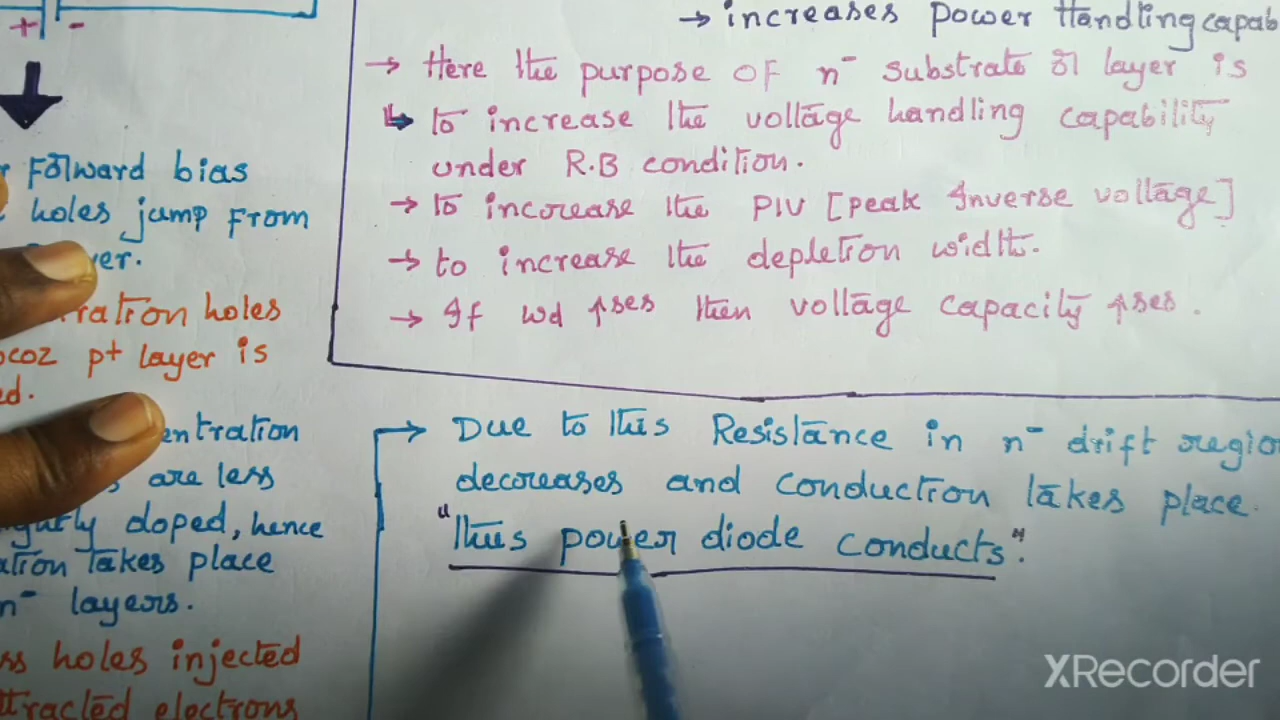 + -
Forward bias
holes jump from
holes
p+ layer is
are less
doped, hence
takes place
n- layers.
holes injected
electrons
→ increases power Handling
→ Here the purpose of n- substrate or layer is
↳ to increase the voltage handling capability
under R.B condition.
→ to increase the PIV [peak Inverse voltage]
→ to increase the depletion width.
→ If wd ↑ses then voltage capacity ↑ses.
→ Due to this Resistance in n- drift
decreases and conduction takes place.
"this power diode conducts".
XRecorder